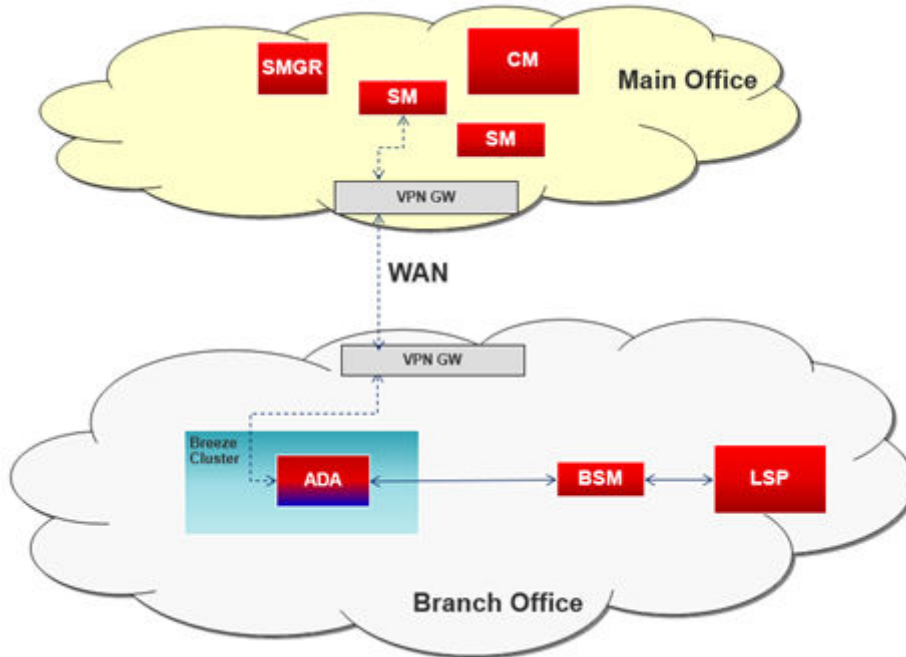 SMGR
CM
Main Office
SM
SM
VPN GW
WAN
VPN GW
Breeze
Cluster
ADA
BSM
LSP
Branch Office